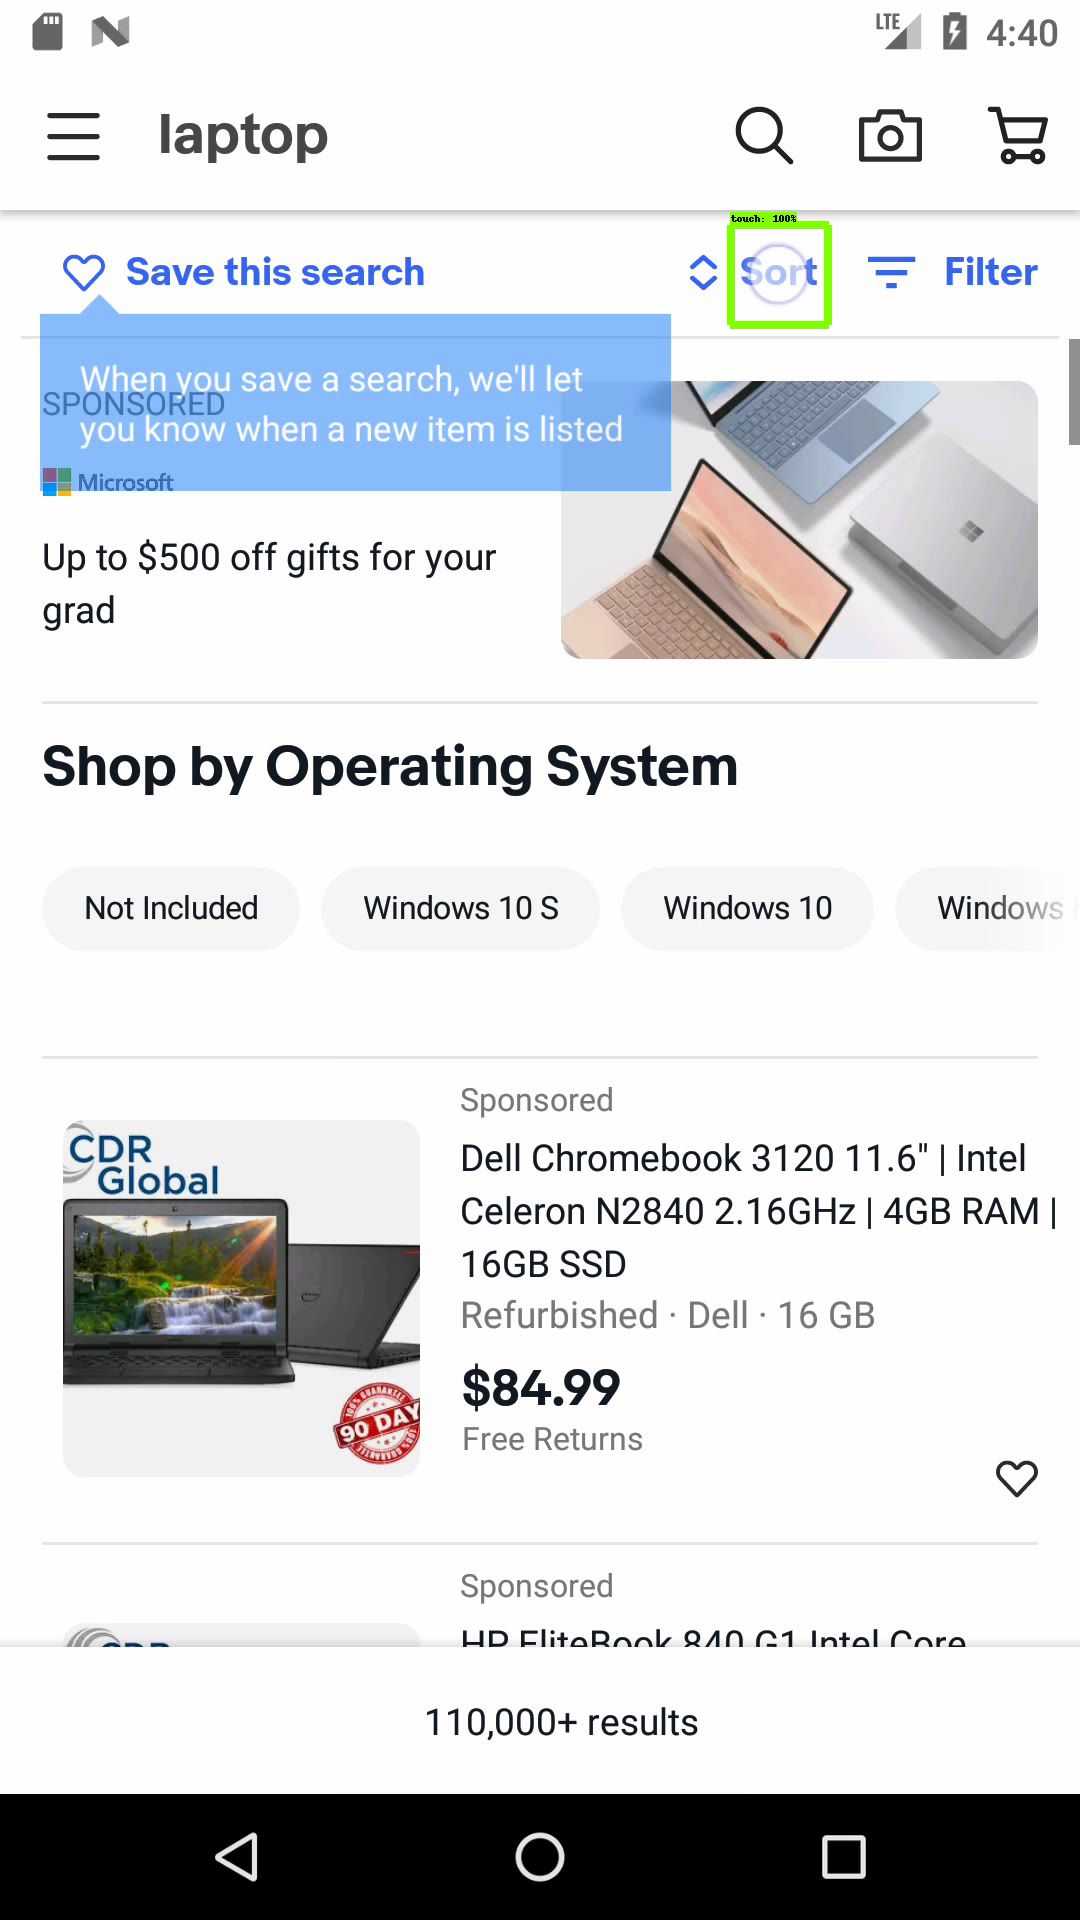 LTE 4:40
laptop
touch: 100%
Save this search
Sort
Filter
When you save a search, we'll let
you know when a new item is listed
SPONSORED
Microsoft
Up to $500 off gifts for your
grad
Shop by Operating System
Not Included
Windows 10 S
Windows 10
Windows
Sponsored
Dell Chromebook 3120 11.6" | Intel
Celeron N2840 2.16GHz | 4GB RAM |
16GB SSD
Refurbished · Dell · 16 GB
$84.99
Free Returns
CDR
Global
100% GUARANTEE
90 DAY
Sponsored
HP EliteBook 840 G1 Intel Core
CDR
110,000+ results